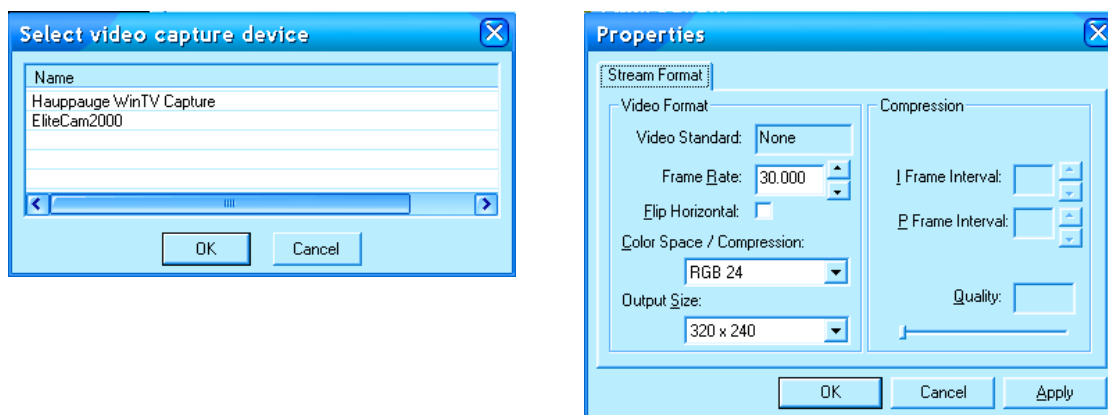 Select video capture device
Name
Hauppauge WinTV Capture
EliteCam2000
OK
Cancel
Properties
Stream Format
Video Format
Video Standard: None
Frame Rate: 30.000
Flip Horizontal:
Color Space / Compression:
RGB 24
Output Size:
320 x 240
Compression
I Frame Interval:
P Frame Interval:
Quality:
OK
Cancel
Apply